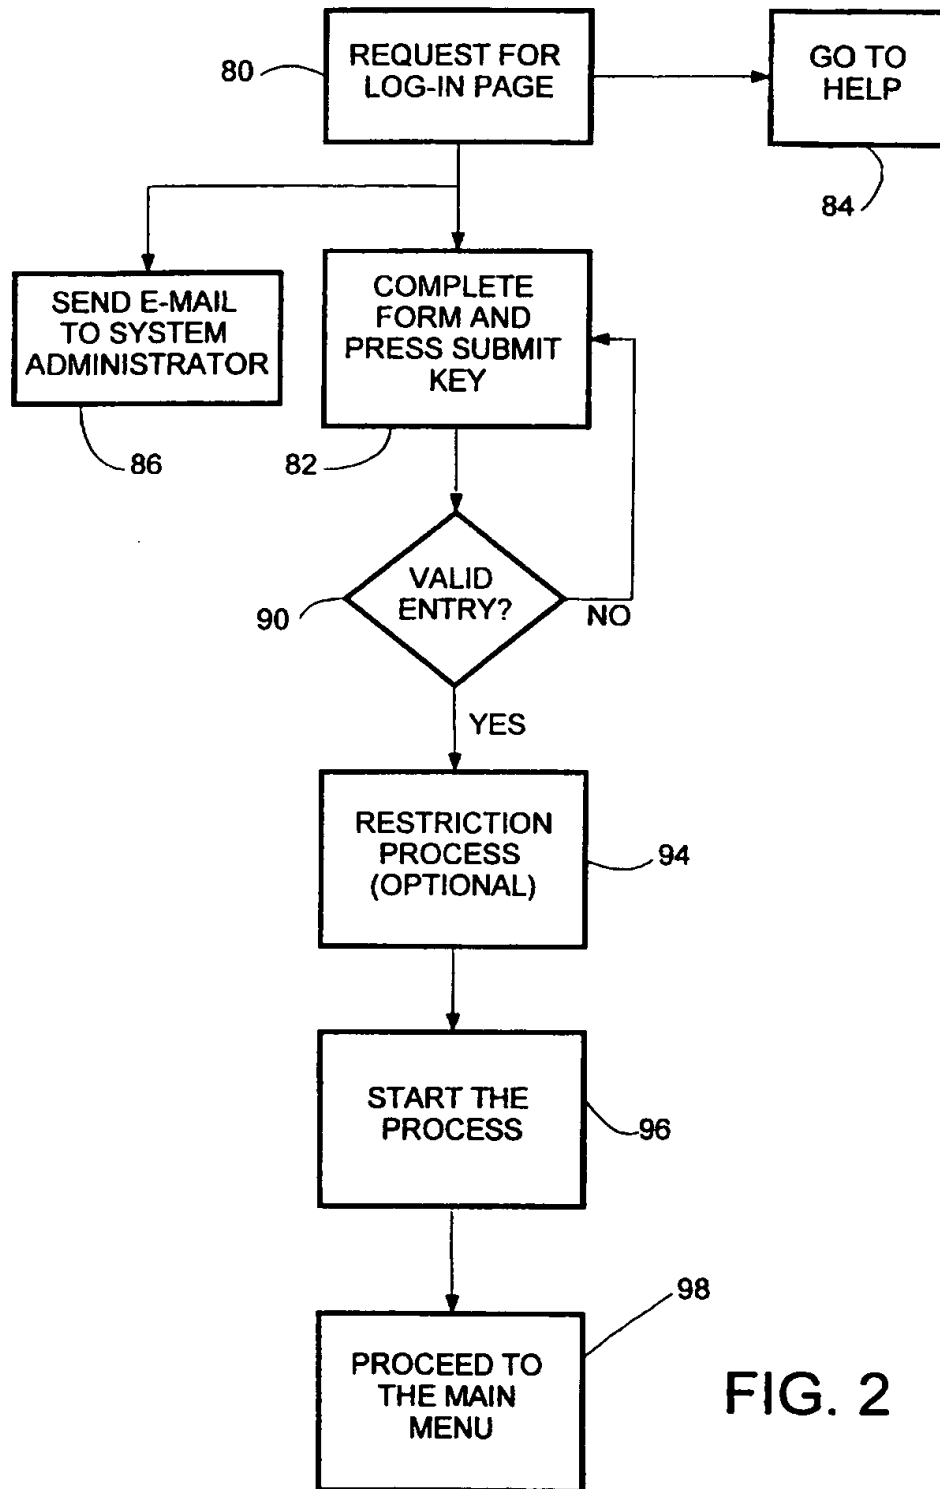 80
REQUEST FOR
LOG-IN PAGE
GO TO
HELP
84
SEND E-MAIL
TO SYSTEM
ADMINISTRATOR
86
COMPLETE
FORM AND
PRESS SUBMIT
KEY
82
VALID
ENTRY?
90
NO
YES
RESTRICTION
PROCESS
(OPTIONAL)
94
START THE
PROCESS
96
98
PROCEED TO
THE MAIN
MENU
FIG. 2